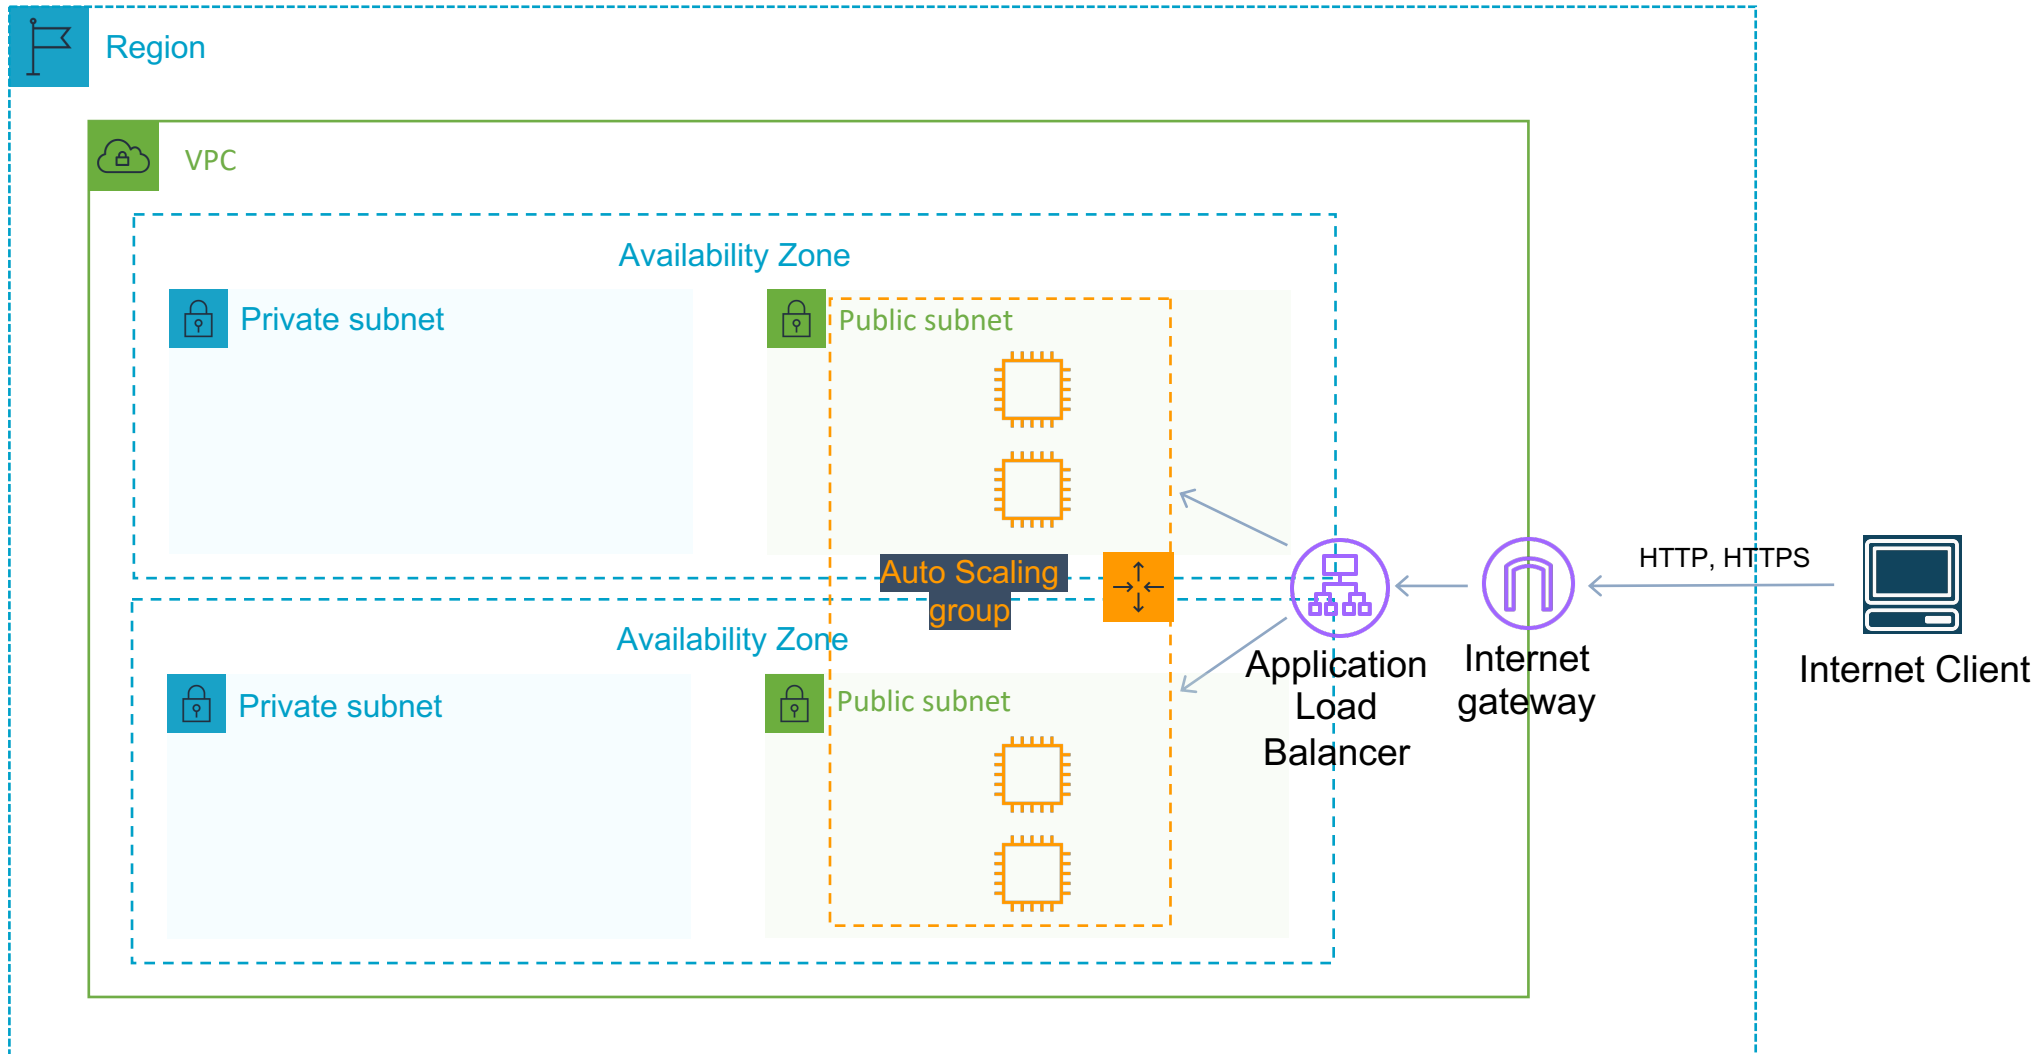 Region
VPC
Availability Zone
Private subnet
Public subnet
Auto Scaling
group
HTTP, HTTPS
Availability Zone
Application
Load
Balancer
Internet
gateway
Internet Client
Private subnet
Public subnet